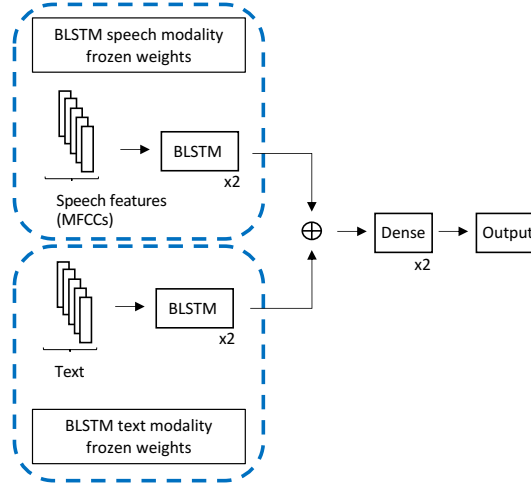 BLSTM speech modality
frozen weights
BLSTM
x2
Speech features
(MFCCs)
Dense
x2
Output
BLSTM
x2
Text
BLSTM text modality
frozen weights